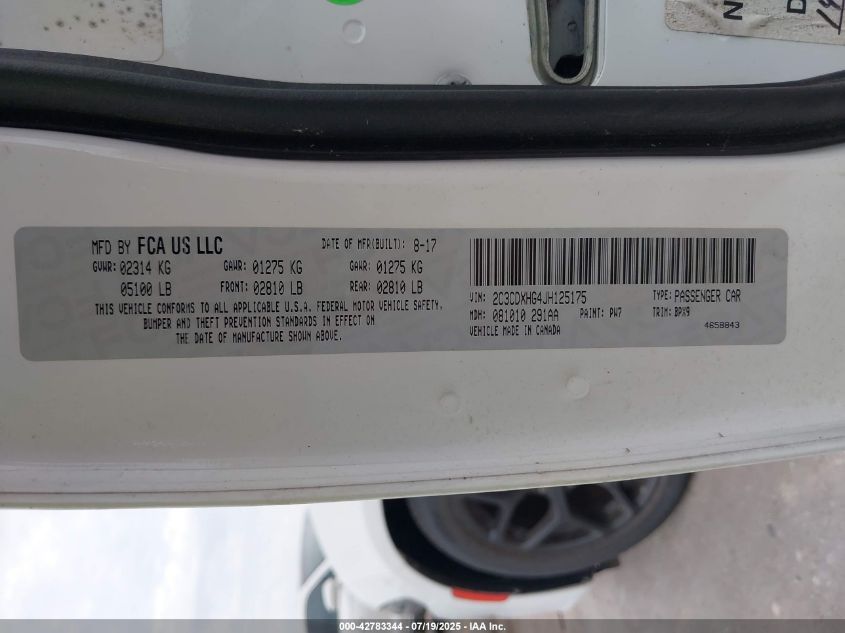 N
D
MFD BY FCA US LLC DATE OF MFR(BUILT): 8-17
GVWR: 02314 KG GAWR: 01275 KG GAWR: 01275 KG
05100 LB FRONT: 02810 LB REAR: 02810 LB
THIS VEHICLE CONFORMS TO ALL APPLICABLE U.S.A. FEDERAL MOTOR VEHICLE SAFETY,
BUMPER AND THEFT PREVENTION STANDARDS IN EFFECT ON
THE DATE OF MANUFACTURE SHOWN ABOVE.
VIN: 2C3CDXHG4JH125175 TYPE: PASSENGER CAR
MDH: 081010 291AA PAINT: PW7 TRIM: BPX9
VEHICLE MADE IN CANADA 4658843
000-42783344 / 07/19/2025 - IAA Inc.